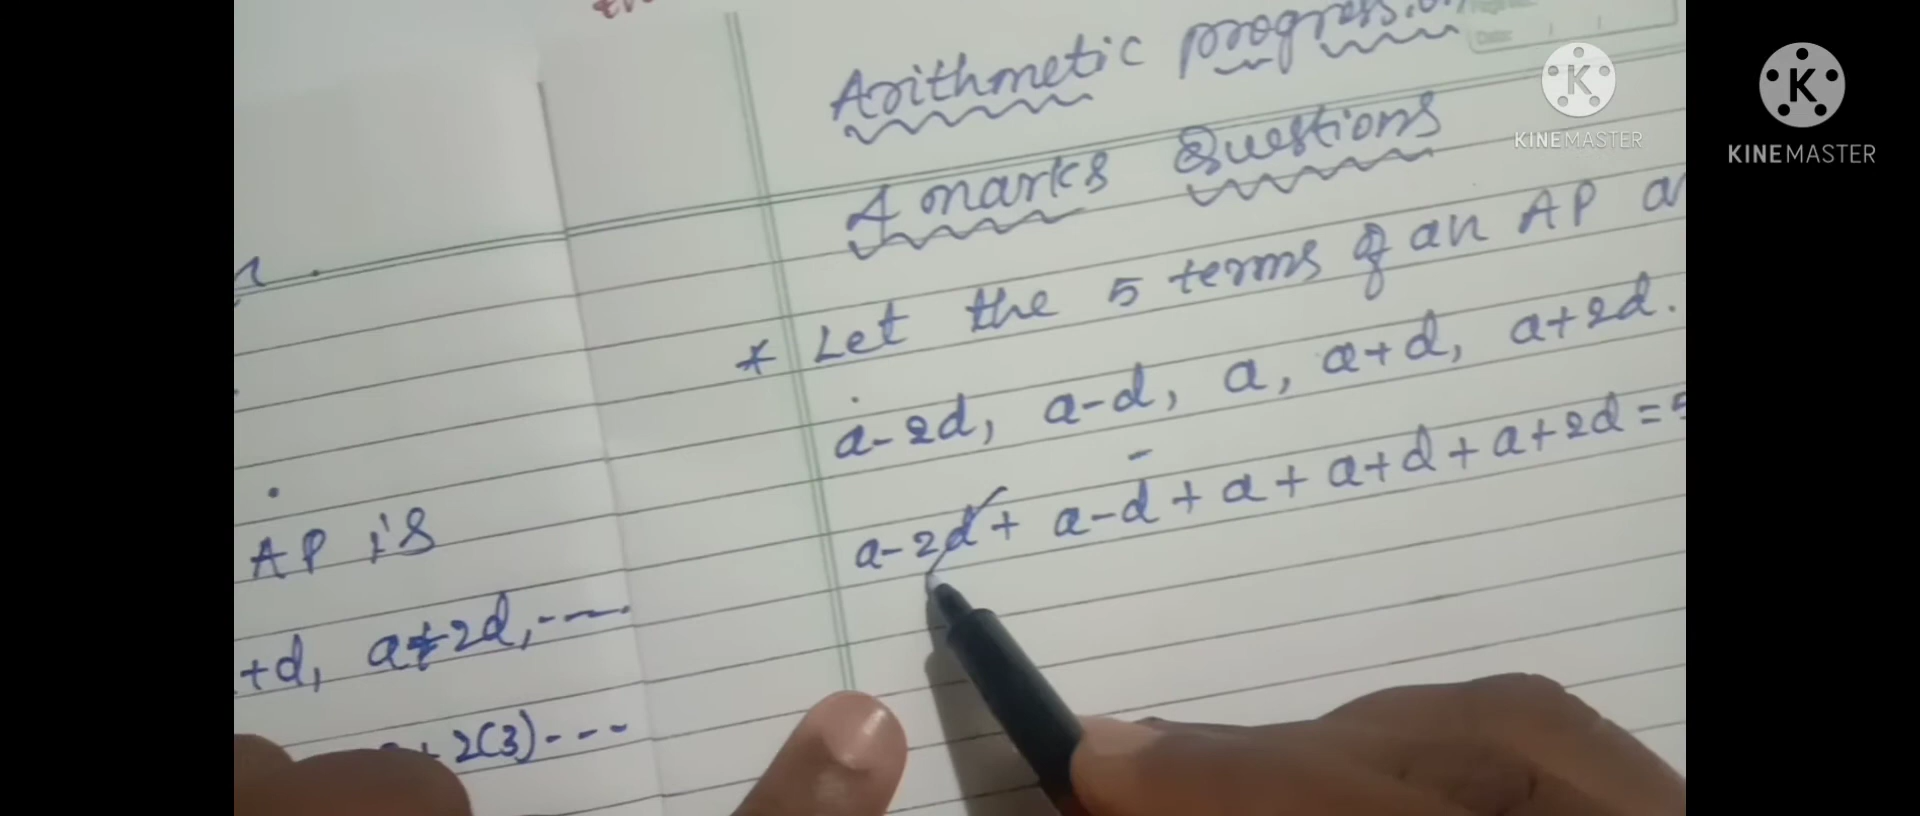 Arithmetic progression
4 marks Questions
* Let the 5 terms of an AP
a-2d, a-d, a, a+d, a+2d.
a-2d+ a-d + a + a+d + a+2d = 5
AP is
+d, a+2d, ----
+ 2(3)---
KINEMASTER
KINEMASTER